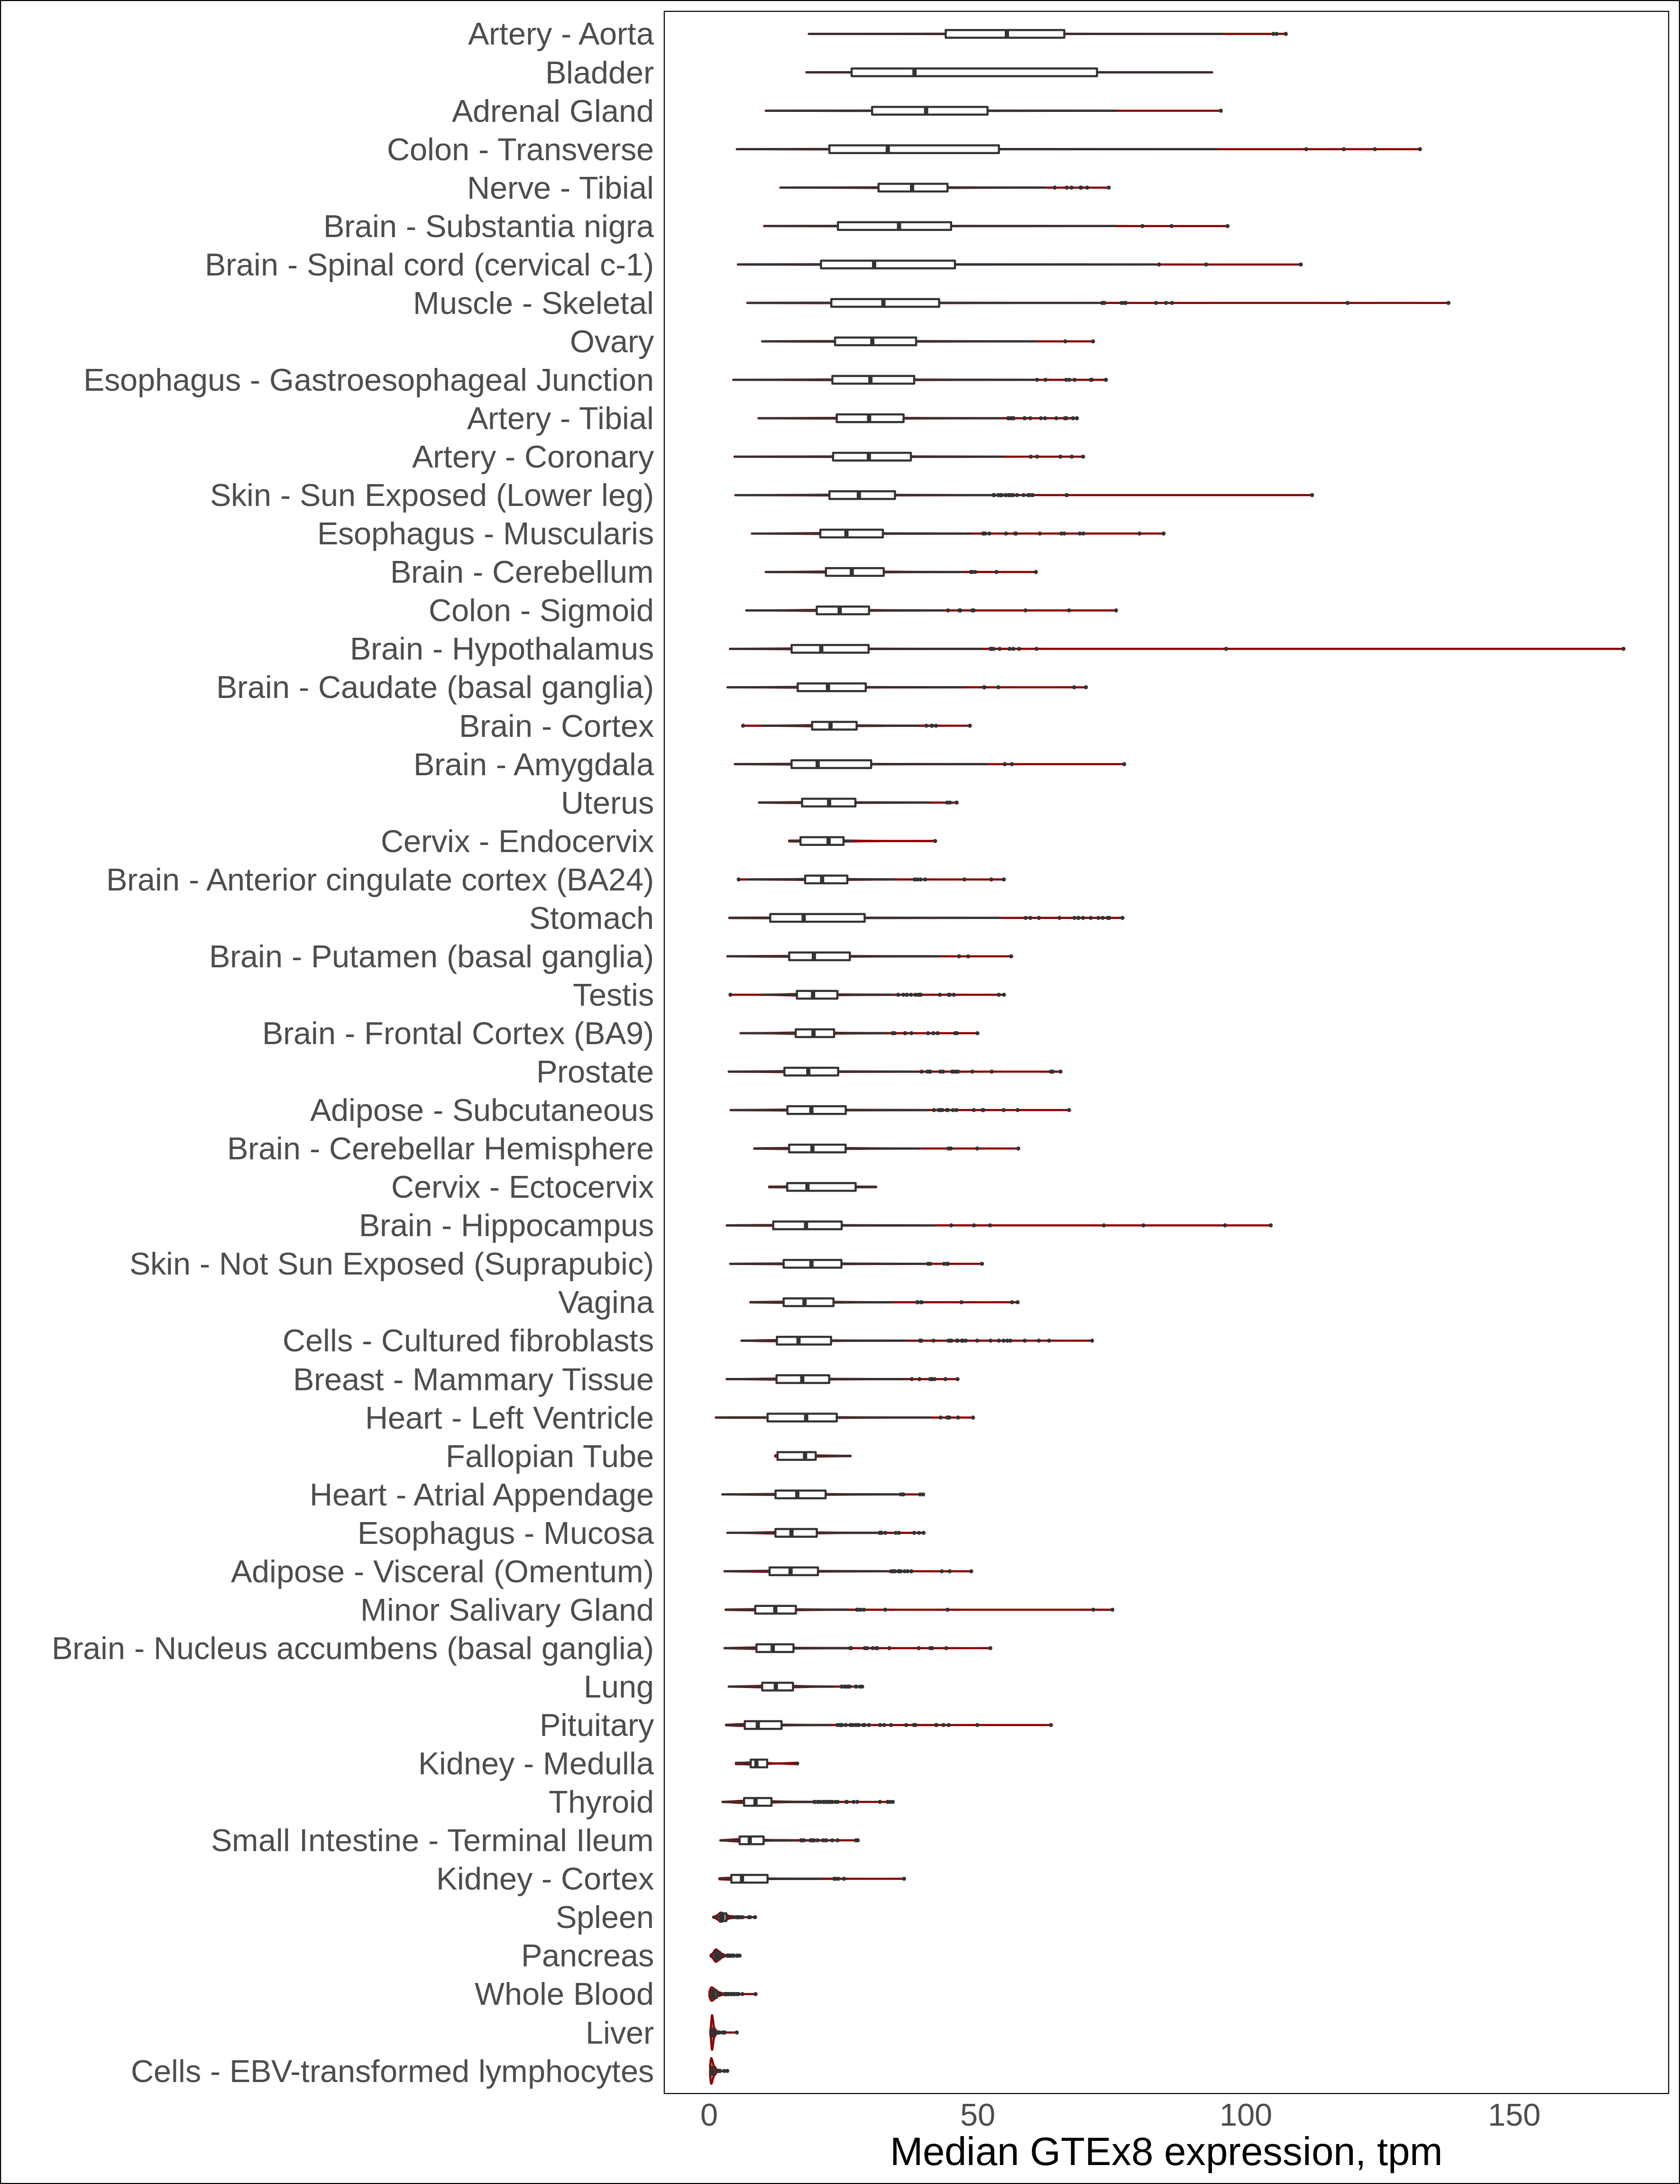 Artery - Aorta
Bladder
Adrenal Gland
Colon - Transverse
Nerve - Tibial
Brain - Substantia nigra
Brain - Spinal cord (cervical c-1)
Muscle - Skeletal
Ovary
Esophagus - Gastroesophageal Junction
Artery - Tibial
Artery - Coronary
Skin - Sun Exposed (Lower leg)
Esophagus - Muscularis
Brain - Cerebellum
Colon - Sigmoid
Brain - Hypothalamus
Brain - Caudate (basal ganglia)
Brain - Cortex
Brain - Amygdala
Uterus
Cervix - Endocervix
Brain - Anterior cingulate cortex (BA24)
Stomach
Brain - Putamen (basal ganglia)
Testis
Brain - Frontal Cortex (BA9)
Prostate
Adipose - Subcutaneous
Brain - Cerebellar Hemisphere
Cervix - Ectocervix
Brain - Hippocampus
Skin - Not Sun Exposed (Suprapubic)
Vagina
Cells - Cultured fibroblasts
Breast - Mammary Tissue
Heart - Left Ventricle
Fallopian Tube
Heart - Atrial Appendage
Esophagus - Mucosa
Adipose - Visceral (Omentum)
Minor Salivary Gland
Brain - Nucleus accumbens (basal ganglia)
Lung
Pituitary
Kidney - Medulla
Thyroid
Small Intestine - Terminal Ileum
Kidney - Cortex
Spleen
Pancreas
Whole Blood
Liver
Cells - EBV-transformed lymphocytes
0 50 100 150
Median GTEx8 expression, tpm